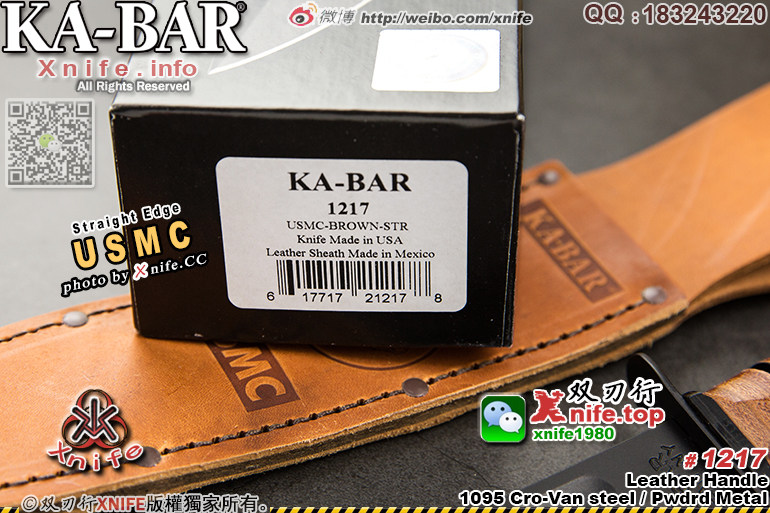 KA-BAR®
Xnife.info
All Rights Reserved
微博 http://weibo.com/xnife
QQ :183243220
Straight Edge
USMC
photo by Xnife.CC
KA-BAR
1217
USMC-BROWN-STR
Knife Made in USA
Leather Sheath Made in Mexico
6 17717 21217 8
KA-BAR
USMC
双刃行
Xnife.top
xnife1980
Xnife
#1217
Leather Handle
1095 Cro-Van steel / Pwdrd Metal
©双刃行XNIFE版權獨家所有。